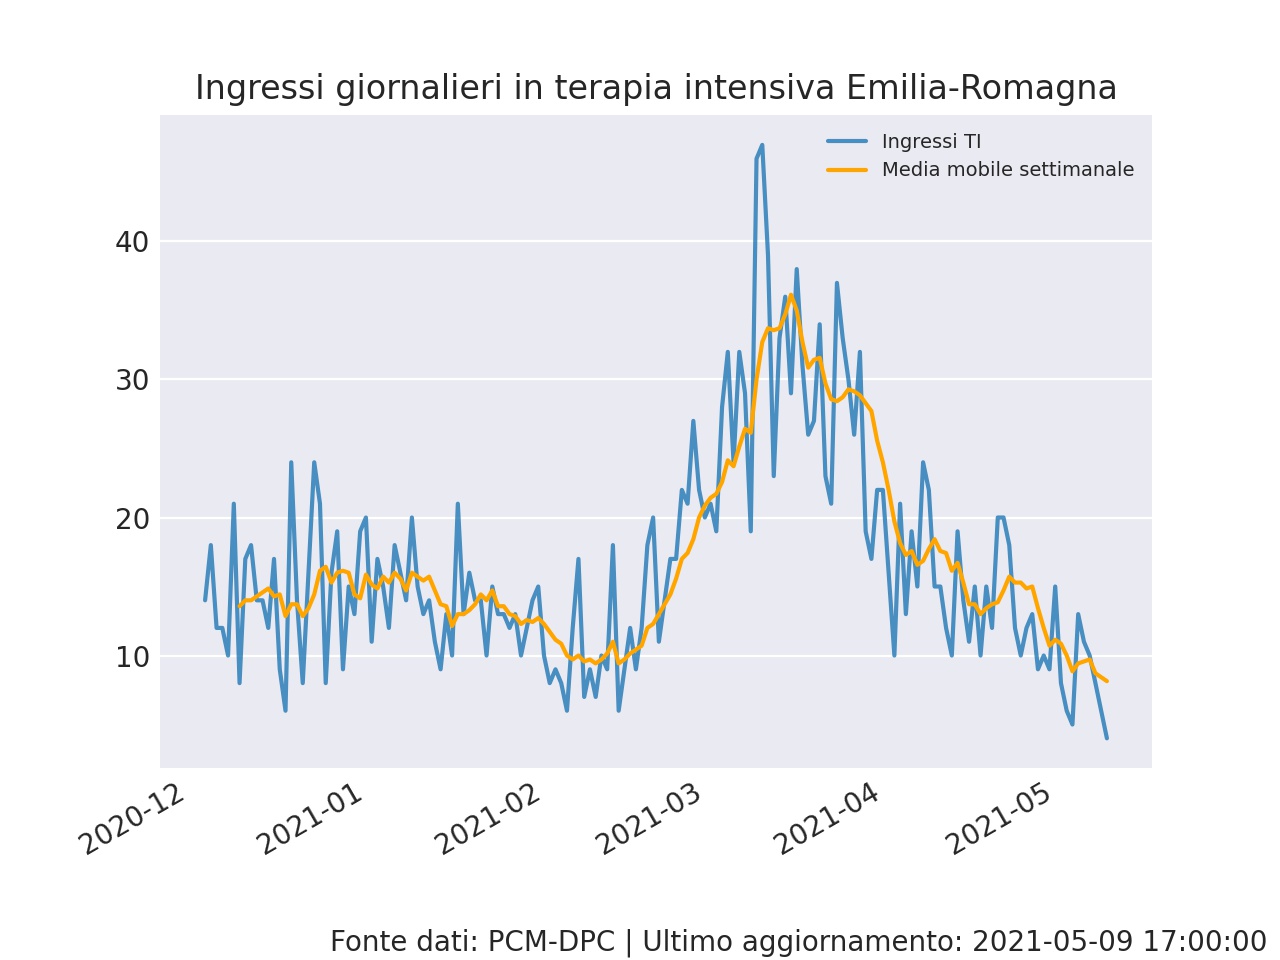 Ingressi giornalieri in terapia intensiva Emilia-Romagna
Ingressi TI
Media mobile settimanale
40
30
20
10
2020-12
2021-01
2021-02
2021-03
2021-04
2021-05
Fonte dati: PCM-DPC | Ultimo aggiornamento: 2021-05-09 17:00:00